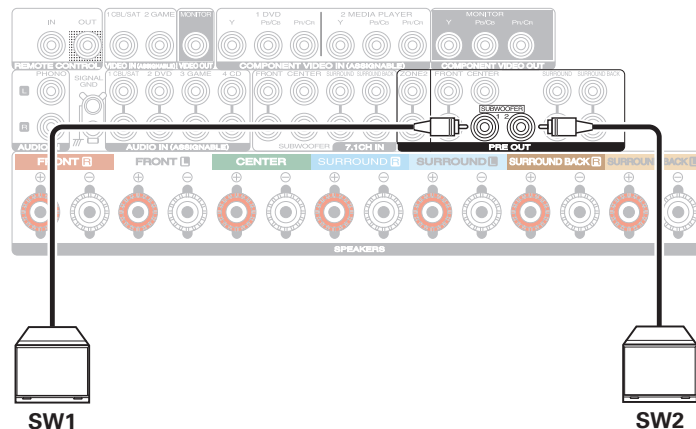 1 DVD 2 MEDIA PLAYER MONITOR
IN OUT 1 CBL/SAT 2 GAME MONITOR Y PB/CB PR/CR Y PB/CB PR/CR Y PB/CB PR/CR
REMOTE CONTROL VIDEO IN (ASSIGNABLE) VIDEO OUT COMPONENT VIDEO IN (ASSIGNABLE) COMPONENT VIDEO OUT
PHONO SIGNAL GND 1 CBL/SAT 2 DVD 3 GAME 4 CD FRONT CENTER SURROUND SURROUND BACK ZONE2 FRONT CENTER SURROUND SURROUND BACK
L
SUBWOOFER
1 2
R
AUDIO IN AUDIO IN (ASSIGNABLE) SUBWOOFER 7.1CH IN PRE OUT
FRONT R FRONT L CENTER SURROUND R SURROUND L SURROUND BACK R SURROUND BACK L
+ − + − + − + − + − + − + −
SPEAKERS
SW1 SW2